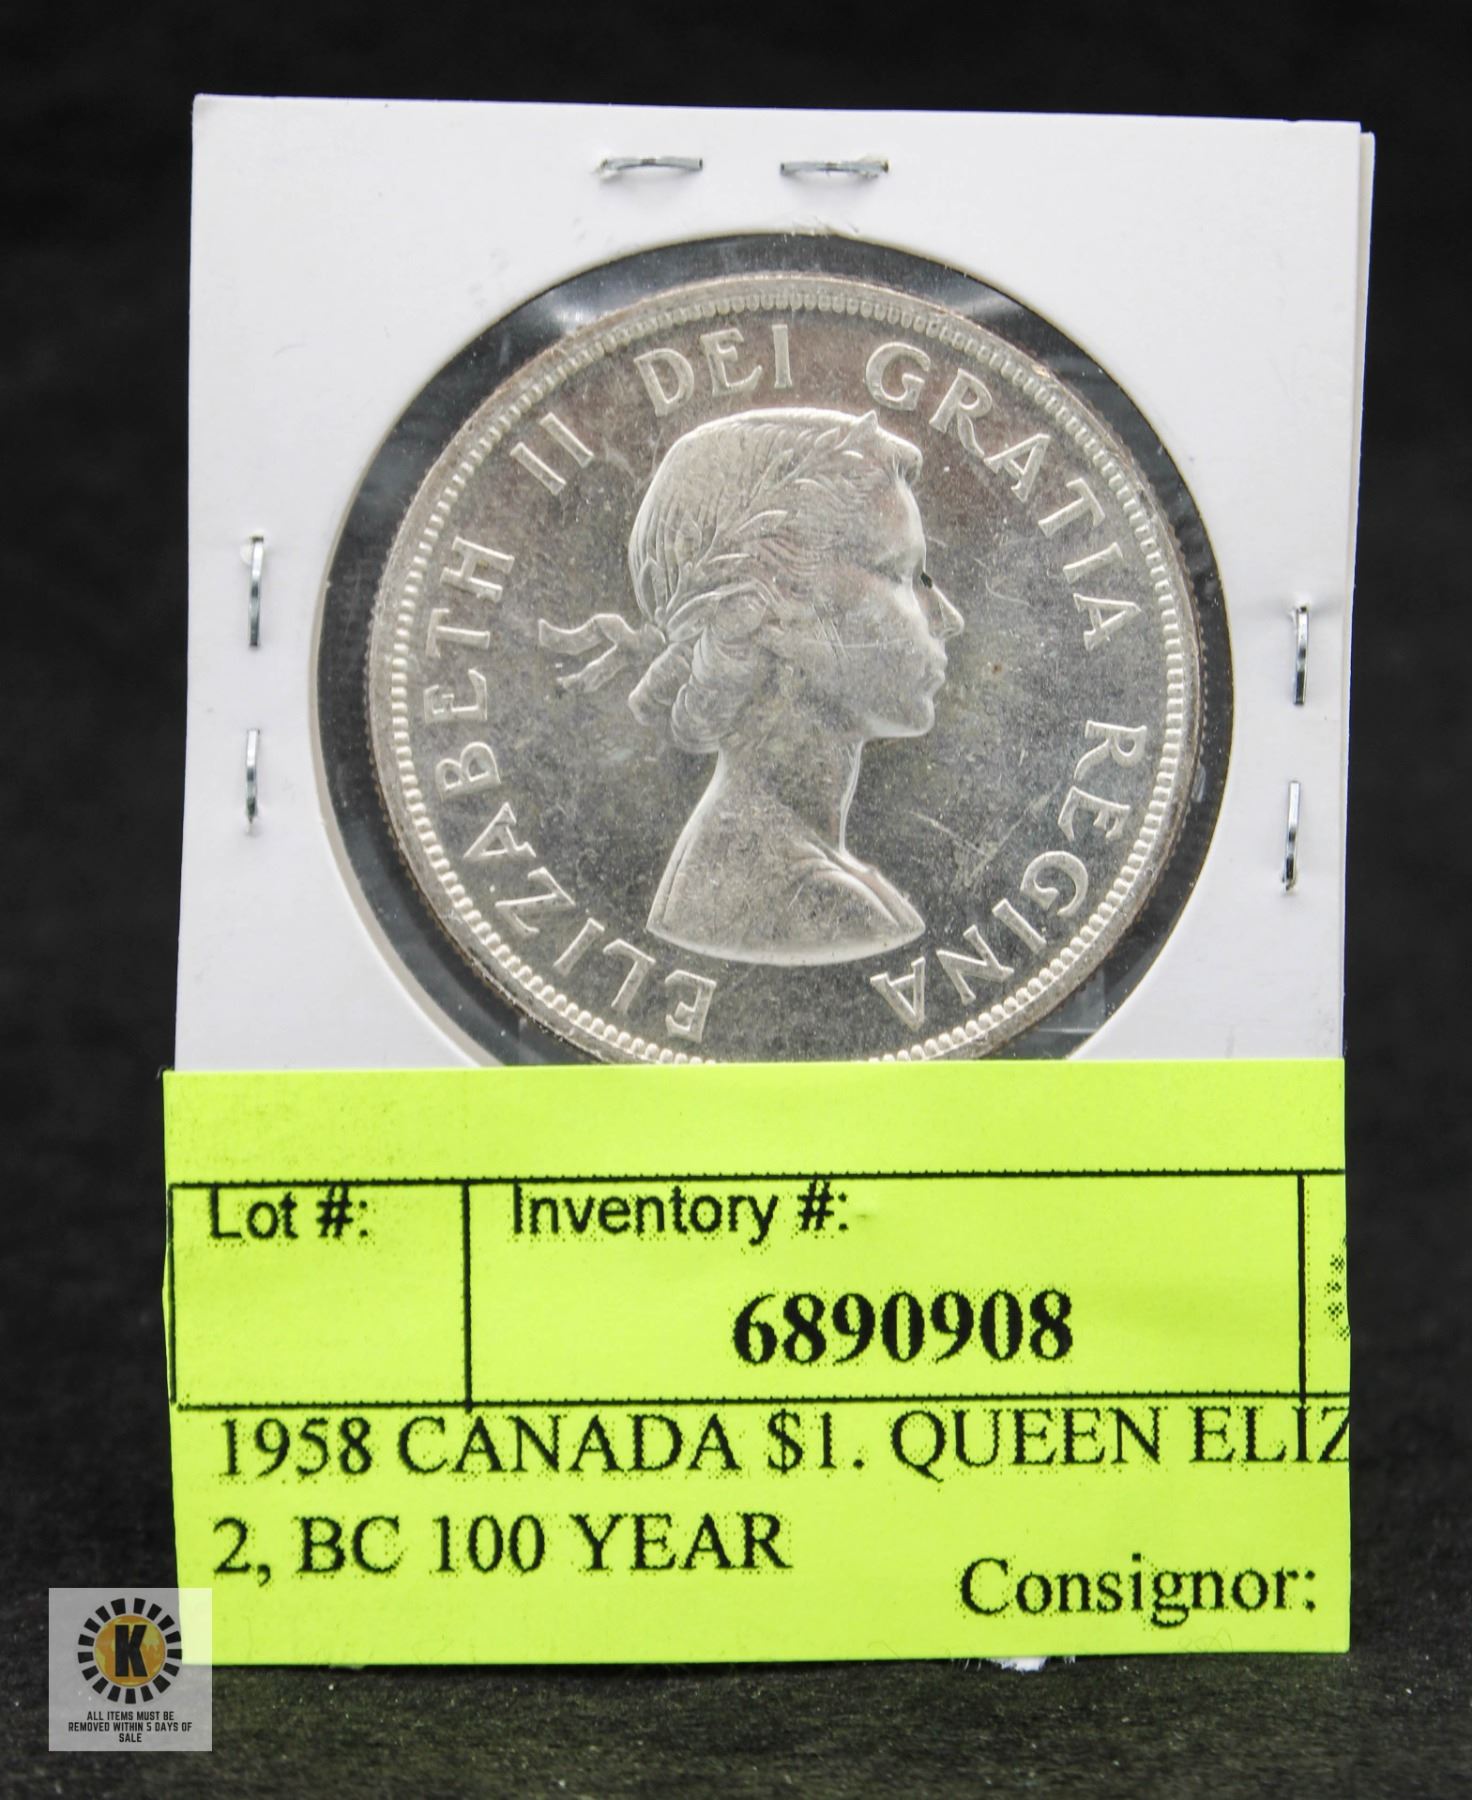 ELIZABETH II DEI GRATIA REGINA
Lot #:
Inventory #:
6890908
1958 CANADA $1. QUEEN ELIZ
2, BC 100 YEAR
Consignor:
K
ALL ITEMS MUST BE
REMOVED WITHIN 5 DAYS OF
SALE